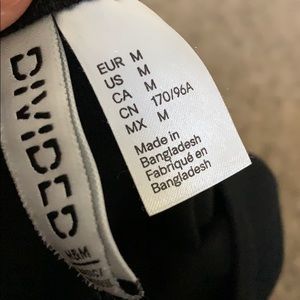 DIVIDED
H&M
EUR M
US M
CA M
CN 170/96A
MX M
Made in
Bangladesh
Fabriqué en
Bangladesh